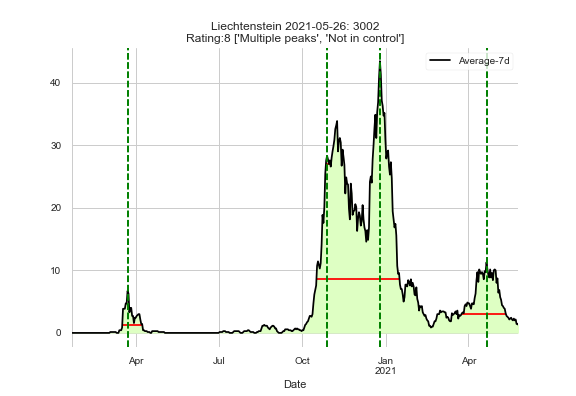 Liechtenstein 2021-05-26: 3002
Rating:8 ['Multiple peaks', 'Not in control']
Average-7d
40
30
20
10
0
Apr
Jul
Oct
Jan
2021
Apr
Date